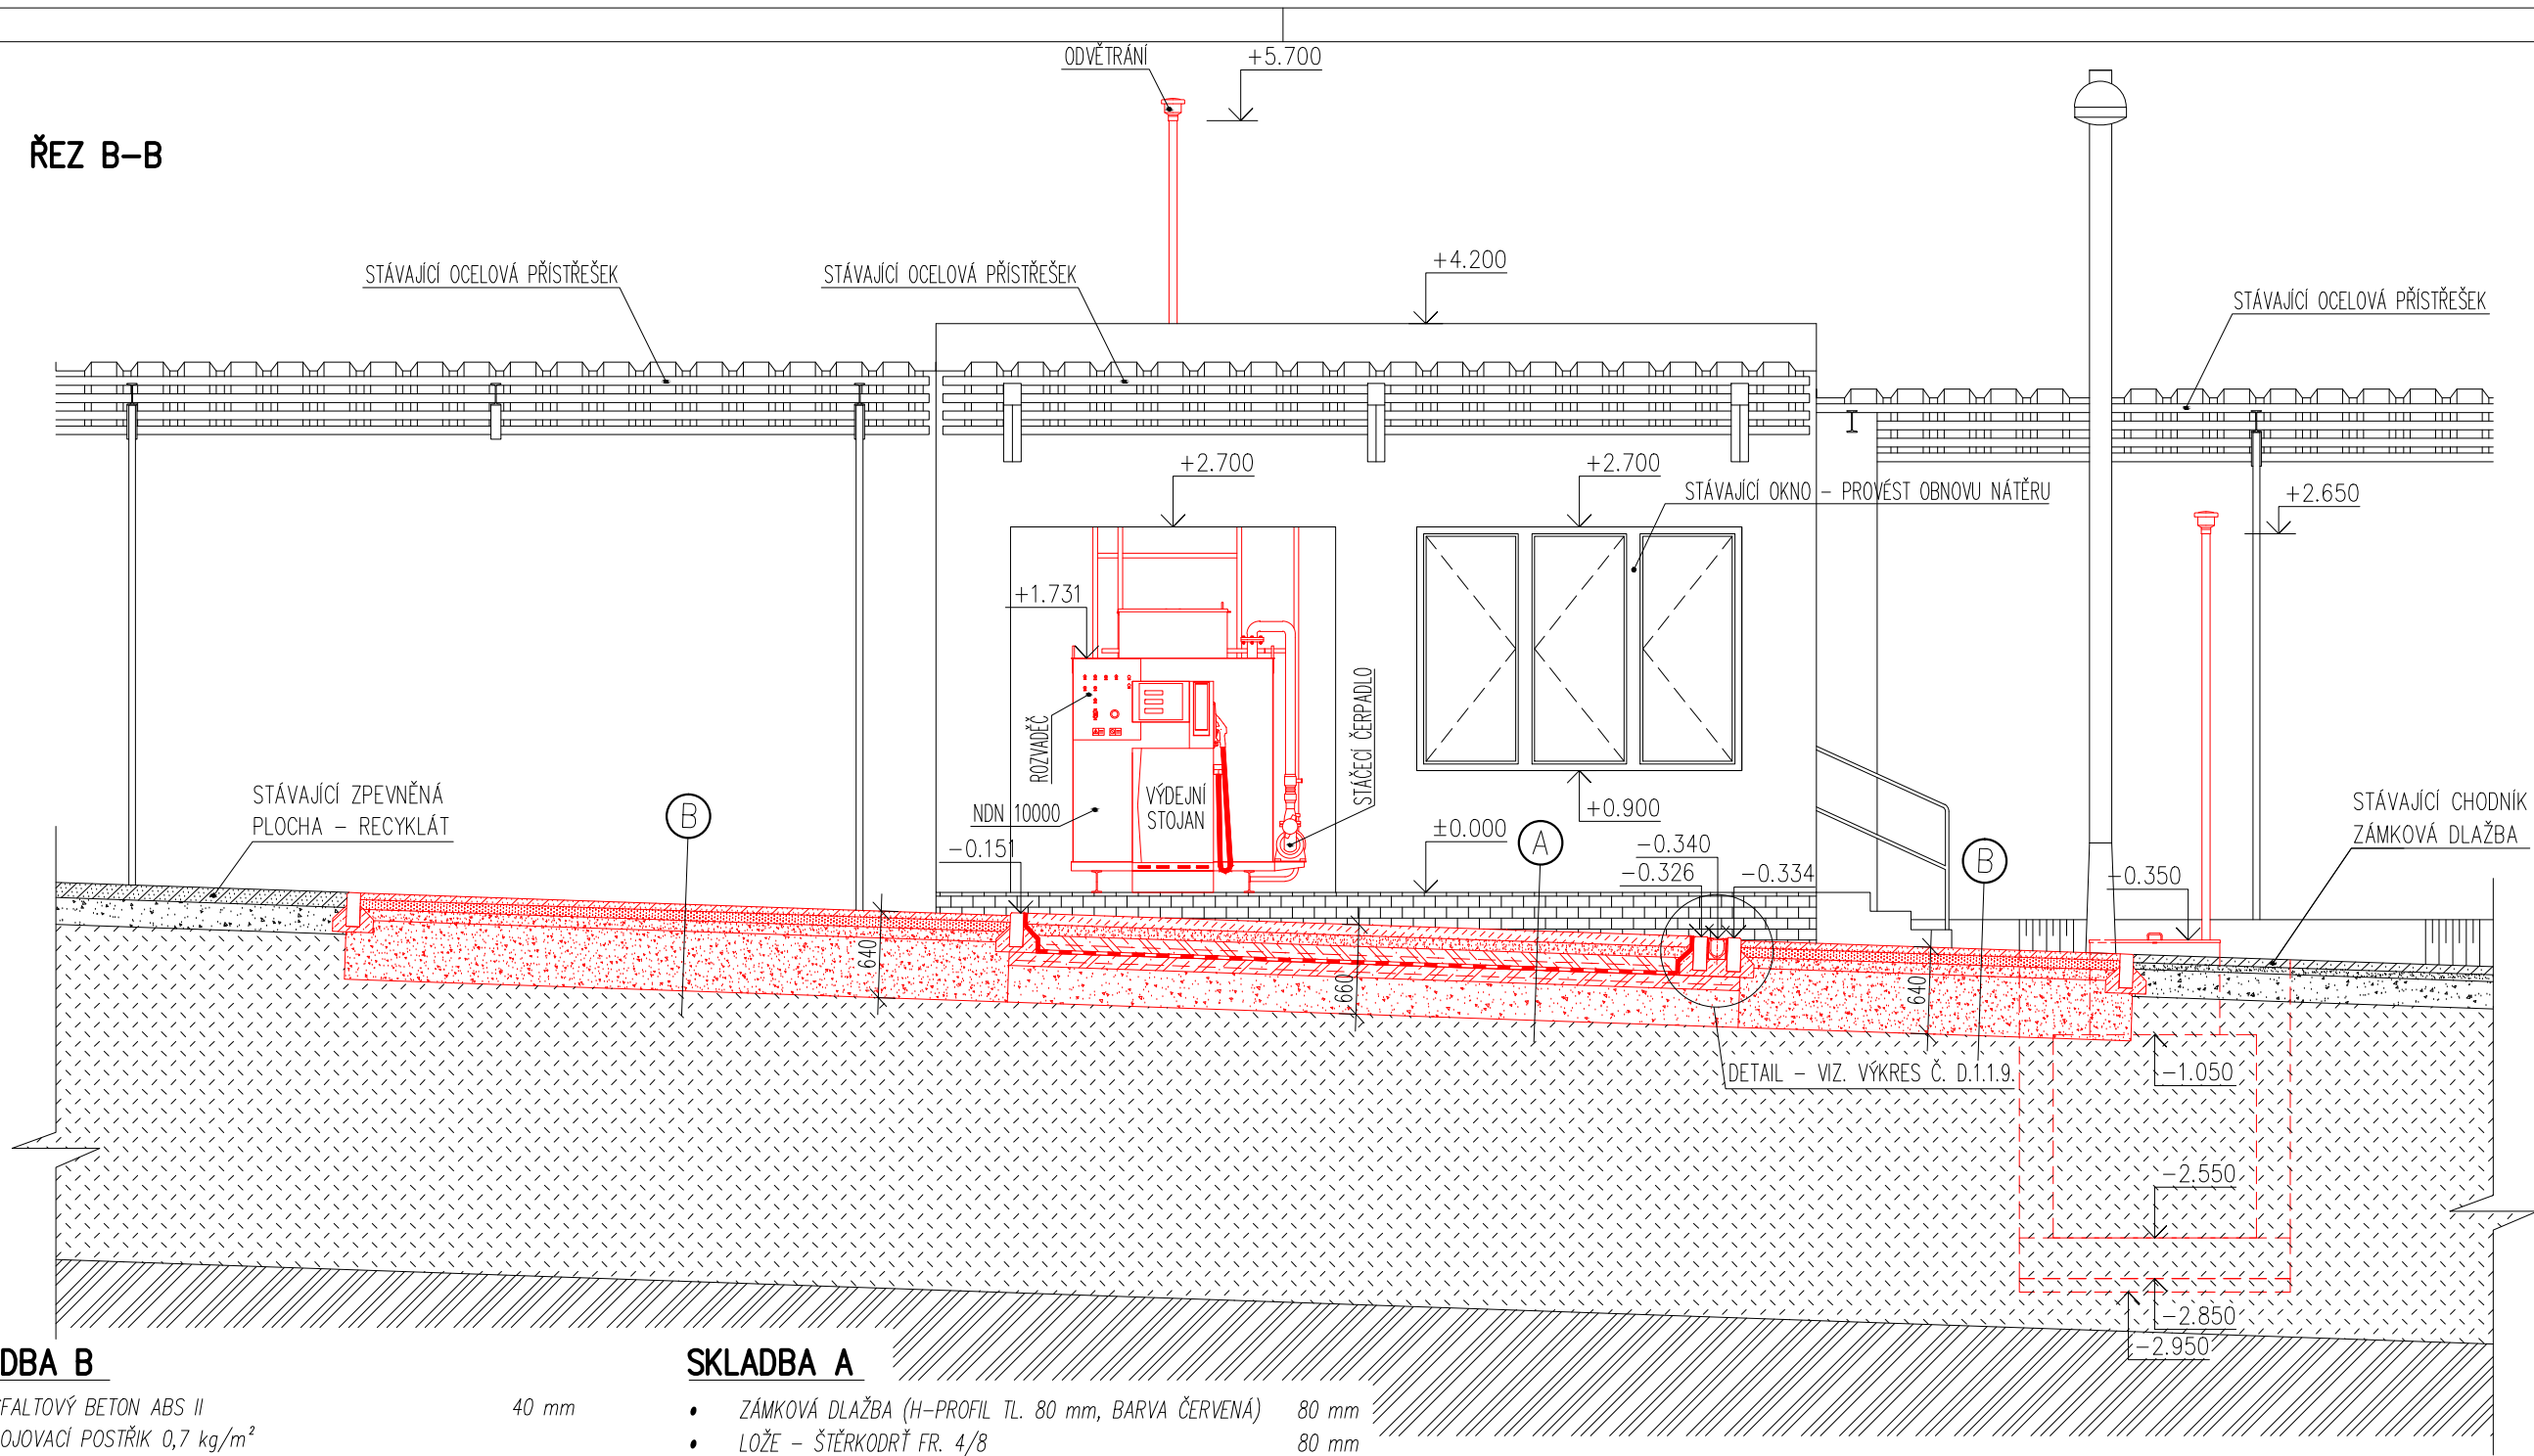 ODVĚTRÁNÍ
+5.700
ŘEZ B-B
STÁVAJÍCÍ OCELOVÁ PŘÍSTŘEŠEK
STÁVAJÍCÍ OCELOVÁ PŘÍSTŘEŠEK
+4.200
STÁVAJÍCÍ OCELOVÁ PŘÍSTŘEŠEK
+2.700
+2.700
STÁVAJÍCÍ OKNO - PROVÉST OBNOVU NÁTĚRU
+2.650
+1.731
ROZVADĚČ
STÁČECÍ ČERPADLO
STÁVAJÍCÍ ZPEVNĚNÁ
PLOCHA - RECYKLÁT
B
NDN 10000
VÝDEJNÍ
STOJAN
+0.900
±0.000
A
-0.151
-0.340
-0.326
-0.334
B
STÁVAJÍCÍ CHODNÍK
ZÁMKOVÁ DLAŽBA
-0.350
640
660
640
DETAIL - VIZ. VÝKRES Č. D.1.1.9.
-1.050
-2.550
-2.850
-2.950
DBA B
FALTOVÝ BETON ABS II 40 mm
OJOVACÍ POSTŘIK 0,7 kg/m²
SKLADBA A
• ZÁMKOVÁ DLAŽBA (H-PROFIL TL. 80 mm, BARVA ČERVENÁ) 80 mm
• LOŽE - ŠTĚRKODRŤ FR. 4/8 80 mm